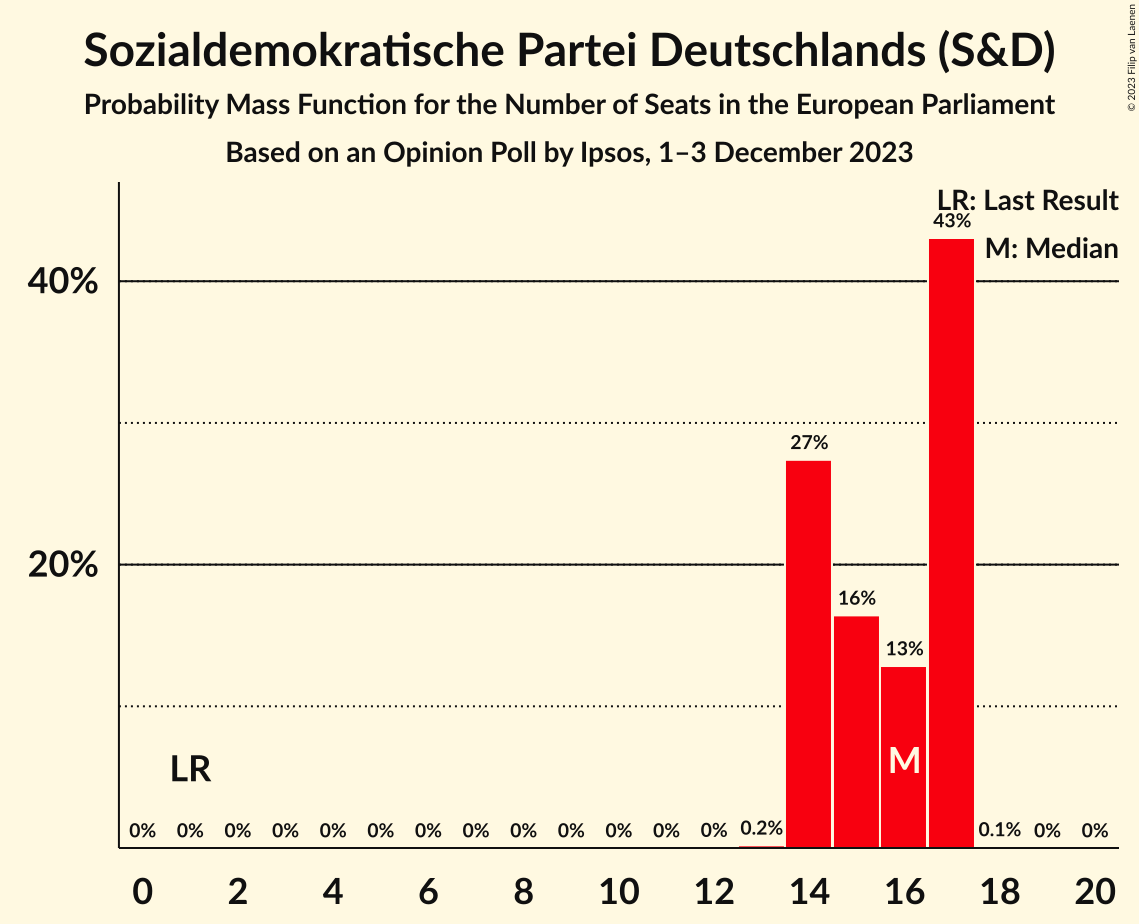 Sozialdemokratische Partei Deutschlands (S&D)
Probability Mass Function for the Number of Seats in the European Parliament
Based on an Opinion Poll by Ipsos, 1–3 December 2023
© 2023 Filip van Laenen
LR: Last Result
43%
M: Median
40%
27%
20%
16%
13%
LR
M
0% 0% 0% 0% 0% 0% 0% 0% 0% 0% 0% 0% 0% 0.2% 0.1% 0% 0%
0 2 4 6 8 10 12 14 16 18 20